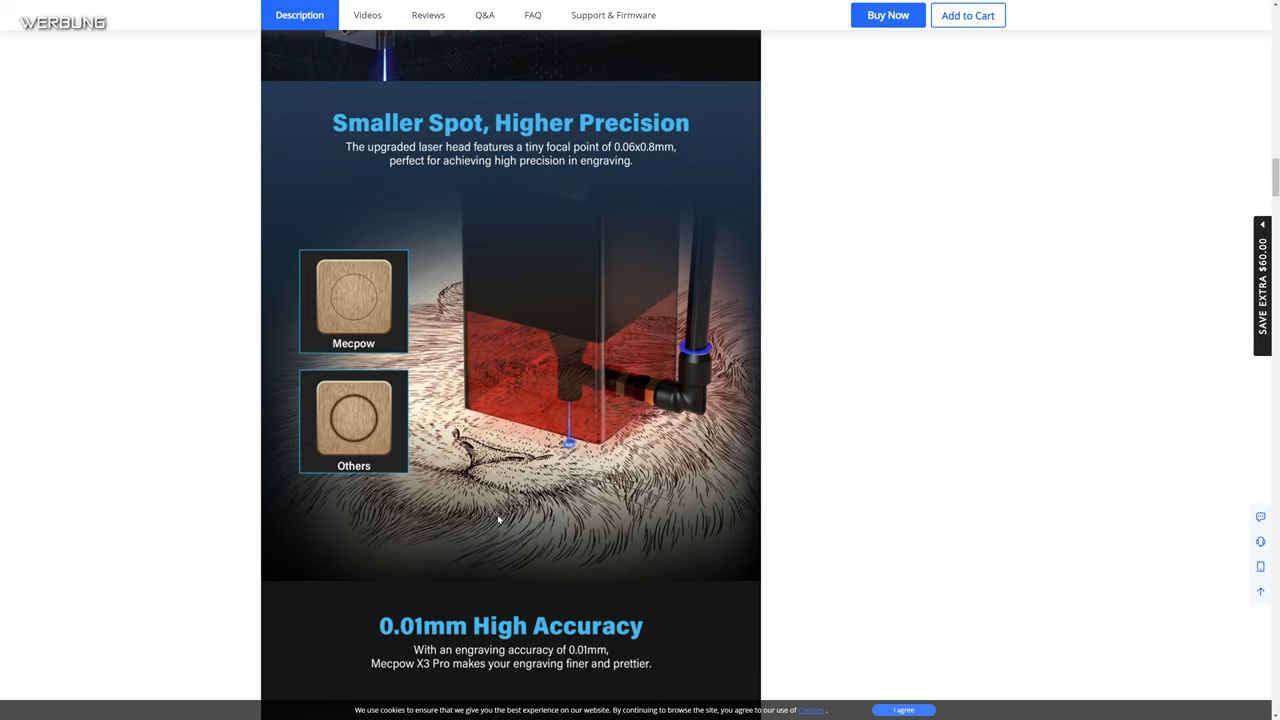 WERBUNG
Description
Videos
Reviews
Q&A
FAQ
Support & Firmware
Buy Now
Add to Cart
Smaller Spot, Higher Precision
The upgraded laser head features a tiny focal point of 0.06x0.8mm,
perfect for achieving high precision in engraving.
Mecpow
Others
SAVE EXTRA $60.00
0.01mm High Accuracy
With an engraving accuracy of 0.01mm,
Mecpow X3 Pro makes your engraving finer and prettier.
We use cookies to ensure that we give you the best experience on our website. By continuing to browse the site, you agree to our use of Cookies .
I agree